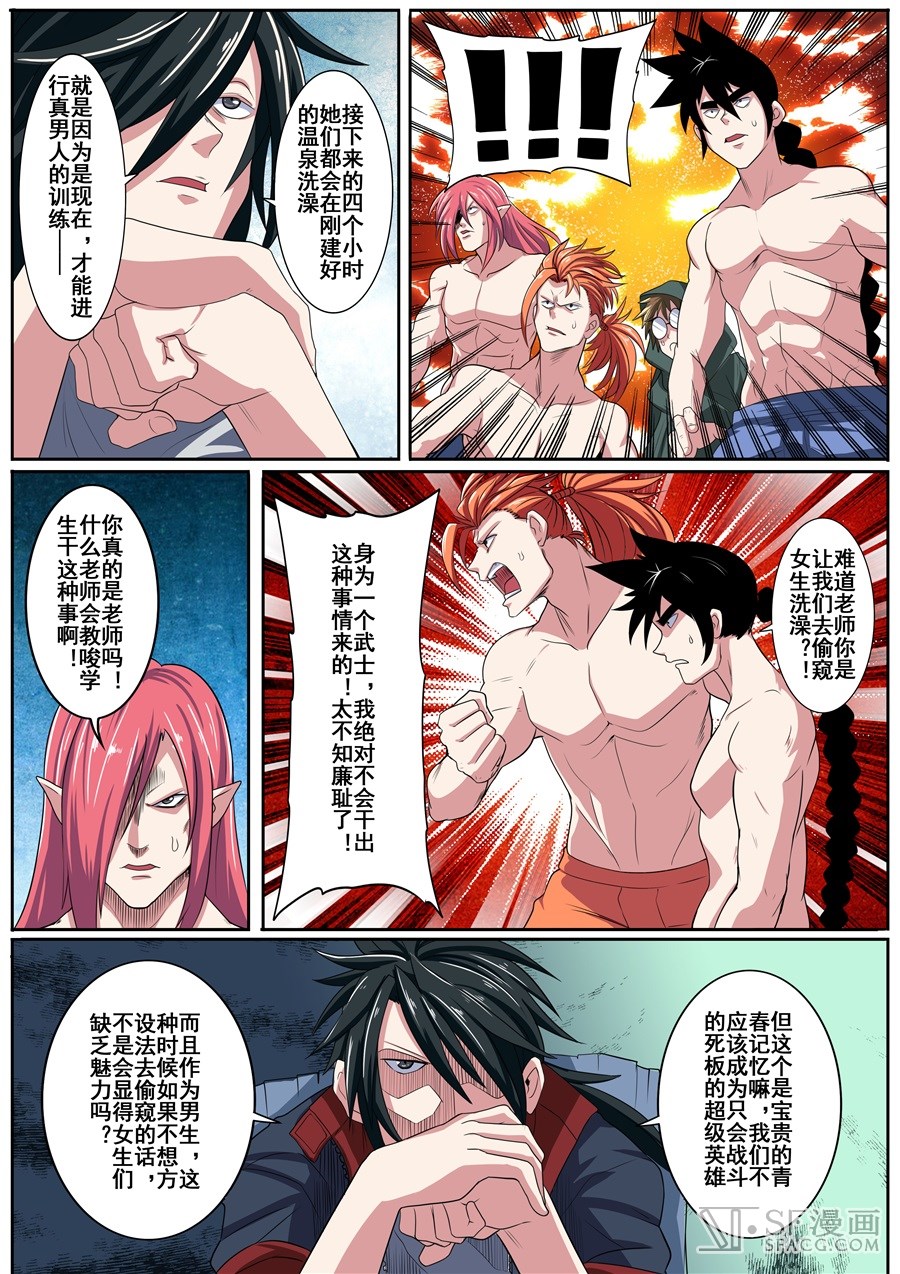 接下来的四个小时
她们都会在刚建好
的温泉洗澡
就是因为是现在，才能进
行真男人的训练——
!!!!
你真的是老师吗！
什么老师会教唆学
生干这种事啊！
难道老师你是
让我们去偷窥
女生洗澡？！
身为一个武士，我绝对不会干出
这种事情来的！太不知廉耻了！
但这个是宝贵的青
春记忆嘛，我们不
应该成为只会战斗
的死板的超级英雄
而且作为男生，这
种时候如果不想方
设法去偷窥的话，
不是会显得女生们
缺乏魅力吗？
SF漫画
SFACG.COM